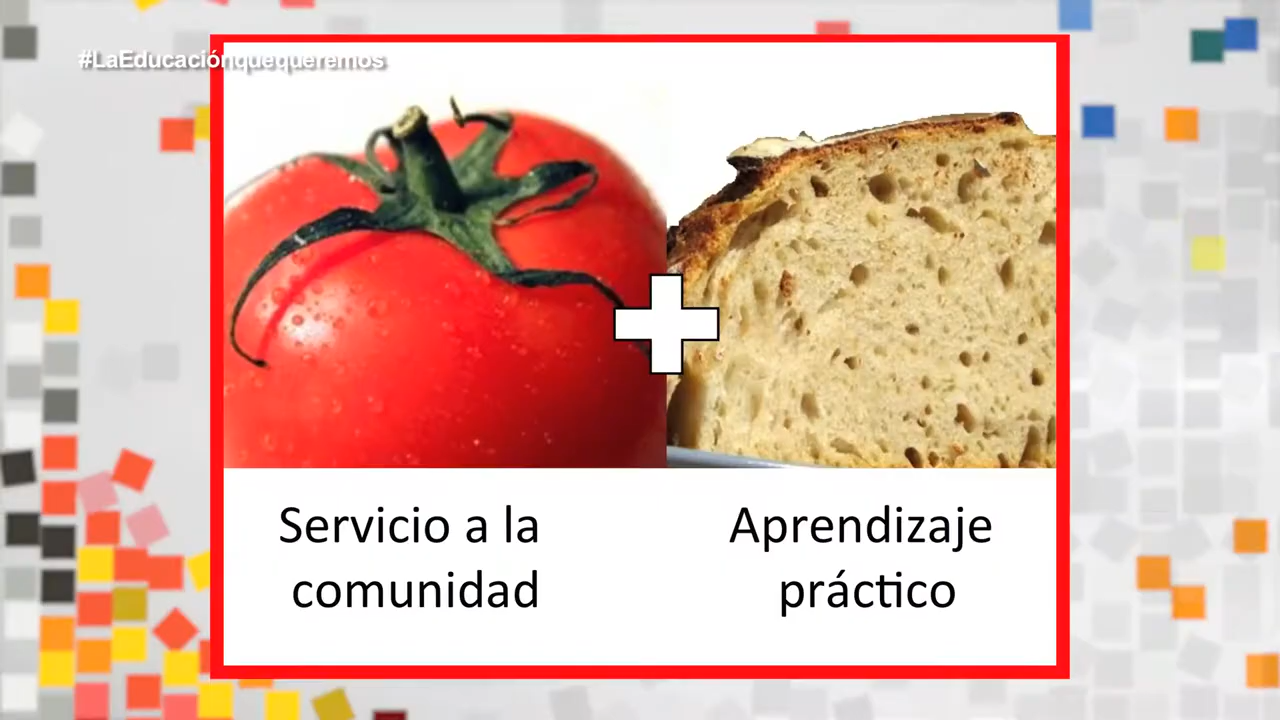 #LaEducaciónquequeremos
Servicio a la
comunidad
Aprendizaje
práctico